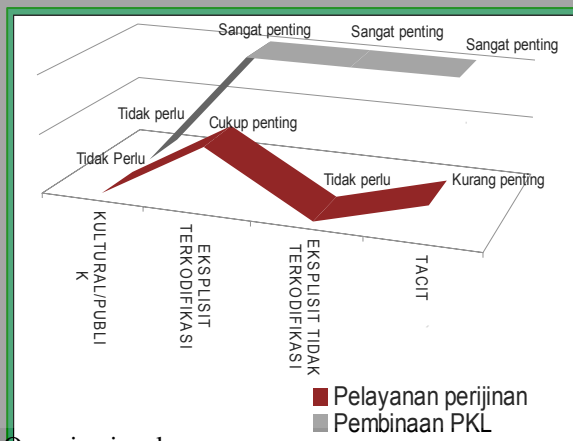 Sangat penting
Sangat penting
Sangat penting
Tidak perlu
Cukup penting
Tidak Perlu
Tidak perlu
Kurang penting
KULTURAL/PUBLI
K
EKSPLISIT
TERKODIFIKASI
EKSPLISIT TIDAK
TERKODIFIKASI
TACIT
Pelayanan perijinan
Pembinaan PKL